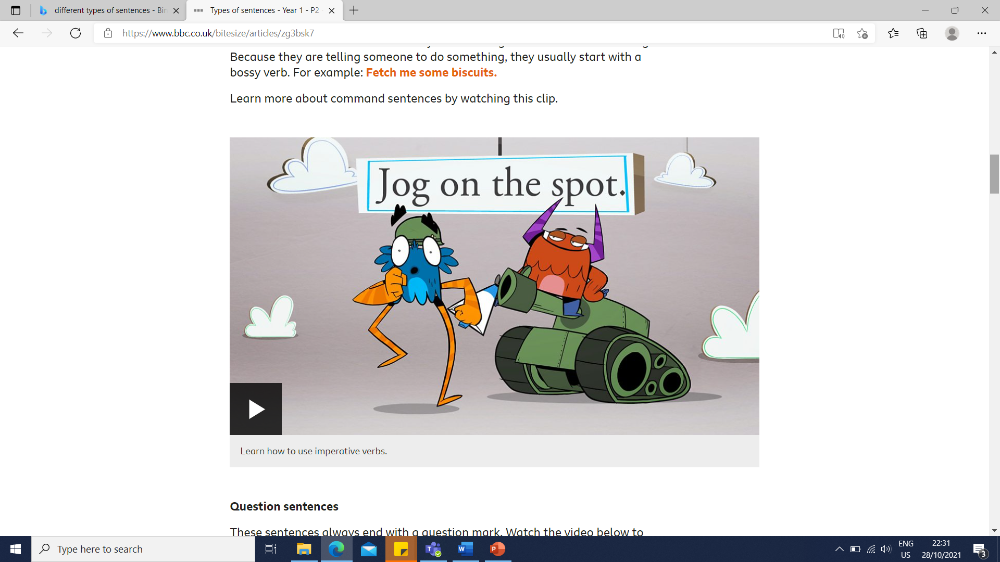 different types of sentences - Bin
Types of sentences - Year 1 - P2
https://www.bbc.co.uk/bitesize/articles/zg3bsk7
Because they are telling someone to do something, they usually start with a
bossy verb. For example: Fetch me some biscuits.
Learn more about command sentences by watching this clip.
Jog on the spot.
Learn how to use imperative verbs.
Question sentences
These sentences always end with a question mark. Watch the video below to
Type here to search
ENG
US
22:31
28/10/2021
3